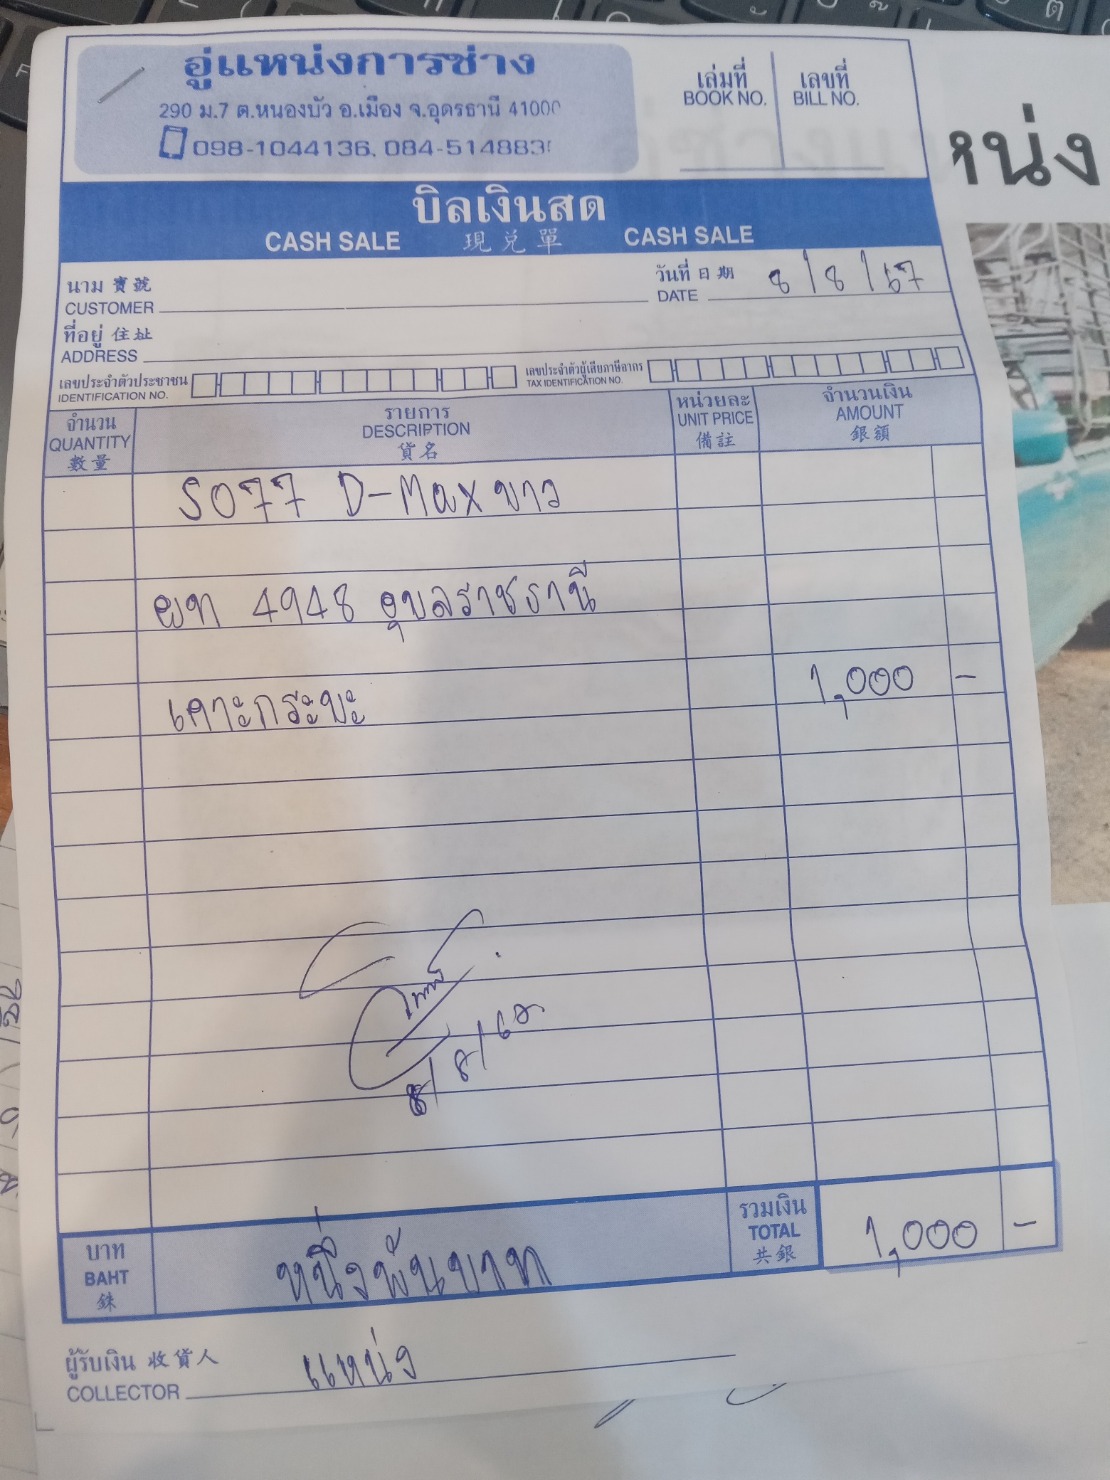 อู่แหน่งการช่าง
290 ม.7 ต.หนองบัว อ.เมือง จ.อุดรธานี 41000
098-1044136, 084-514883
เล่มที่ เลขที่
BOOK NO. BILL NO.
หน่ง
บิลเงินสด
CASH SALE 現兌單 CASH SALE
นาม 寶號
CUSTOMER
วันที่ 日期 8/8/67
DATE
ที่อยู่ 住址
ADDRESS
เลขประจำตัวประชาชน
IDENTIFICATION NO.
เลขประจำตัวผู้เสียภาษีอากร
TAX IDENTIFICATION NO.
จำนวน รายการ หน่วยละ จำนวนเงิน
QUANTITY DESCRIPTION UNIT PRICE AMOUNT
數量 貨名 備註 銀額
S077 D-Max ขาว
ผท 4948 อุบลราชธานี
เคาะกระบะ 1,000 -
8/8/67
บาท หนึ่งพันบาท รวมเงิน 1,000 -
BAHT TOTAL
銖 共銀
ผู้รับเงิน 收貨人 แหน่ง
COLLECTOR